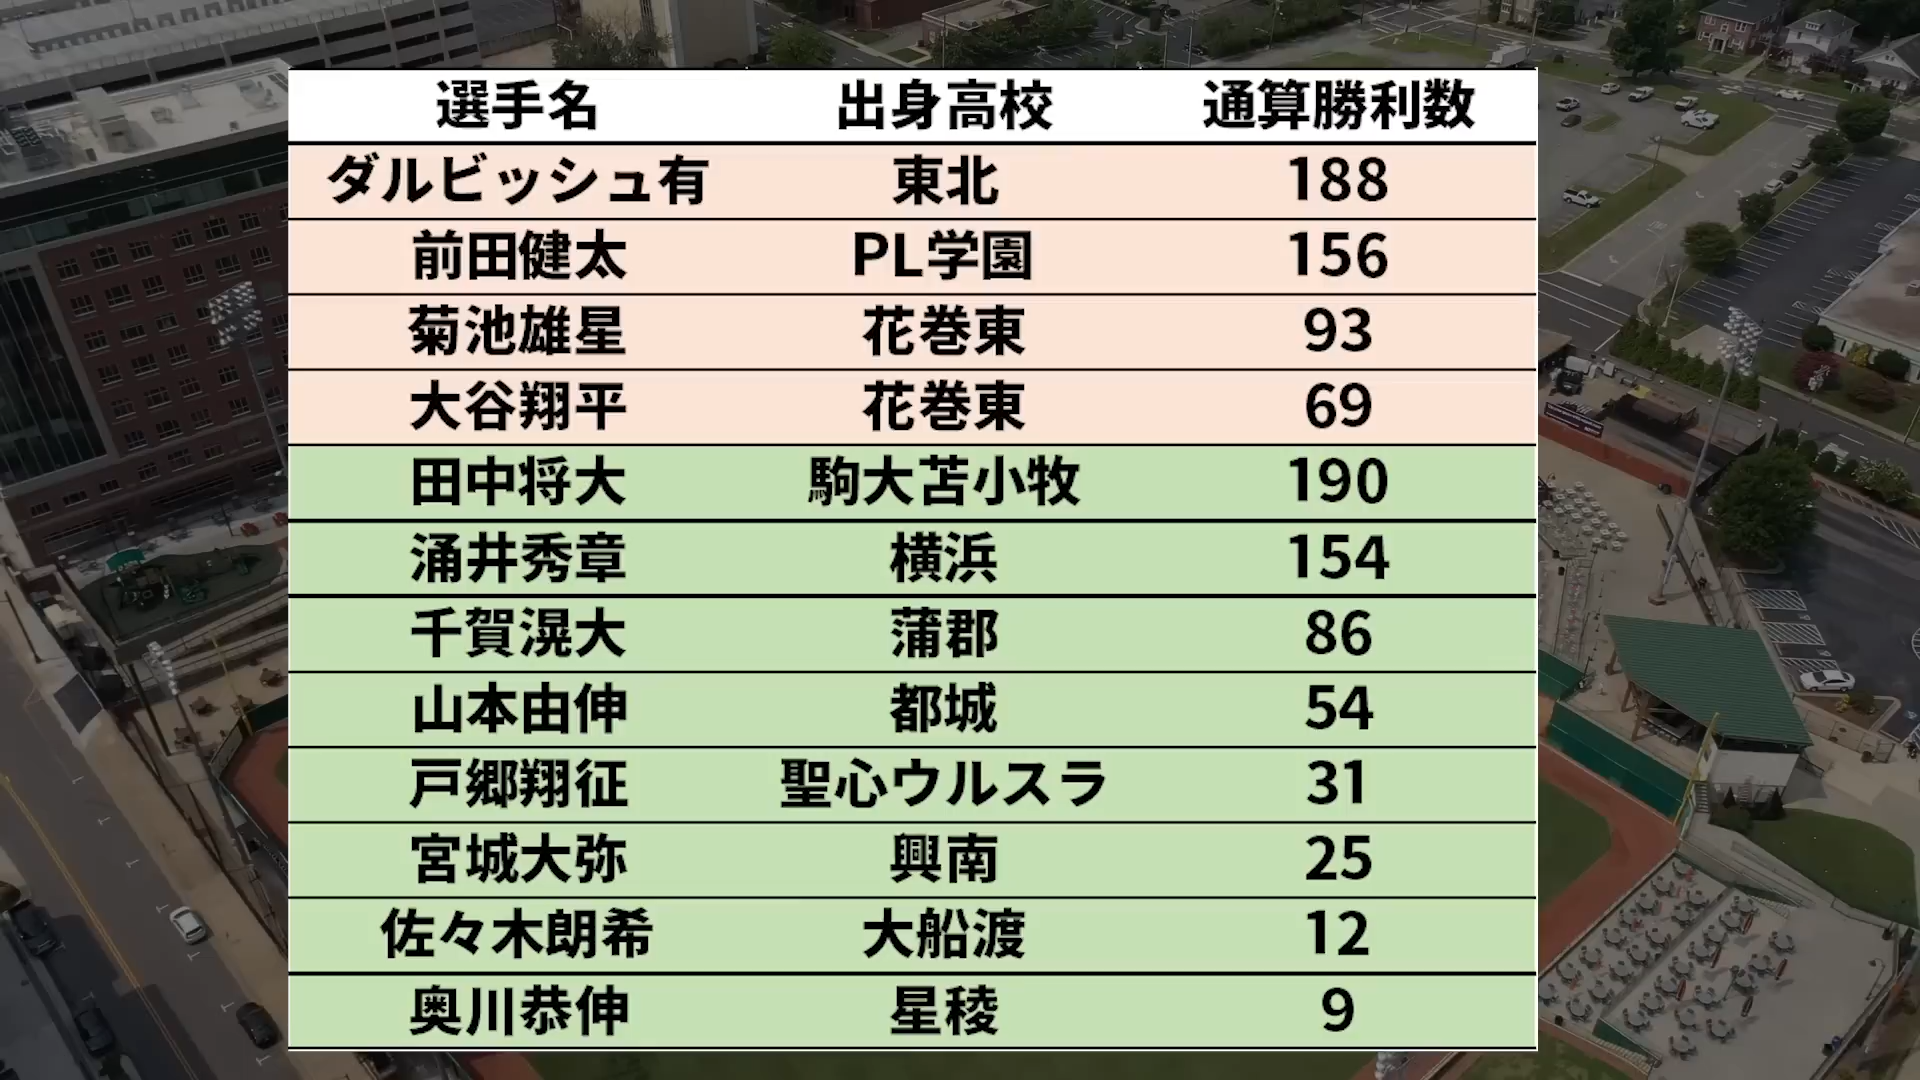 選手名 出身高校 通算勝利数
ダルビッシュ有 東北 188
前田健太 PL学園 156
菊池雄星 花巻東 93
大谷翔平 花巻東 69
田中将大 駒大苫小牧 190
涌井秀章 横浜 154
千賀滉大 蒲郡 86
山本由伸 都城 54
戸郷翔征 聖心ウルスラ 31
宮城大弥 興南 25
佐々木朗希 大船渡 12
奥川恭伸 星稜 9